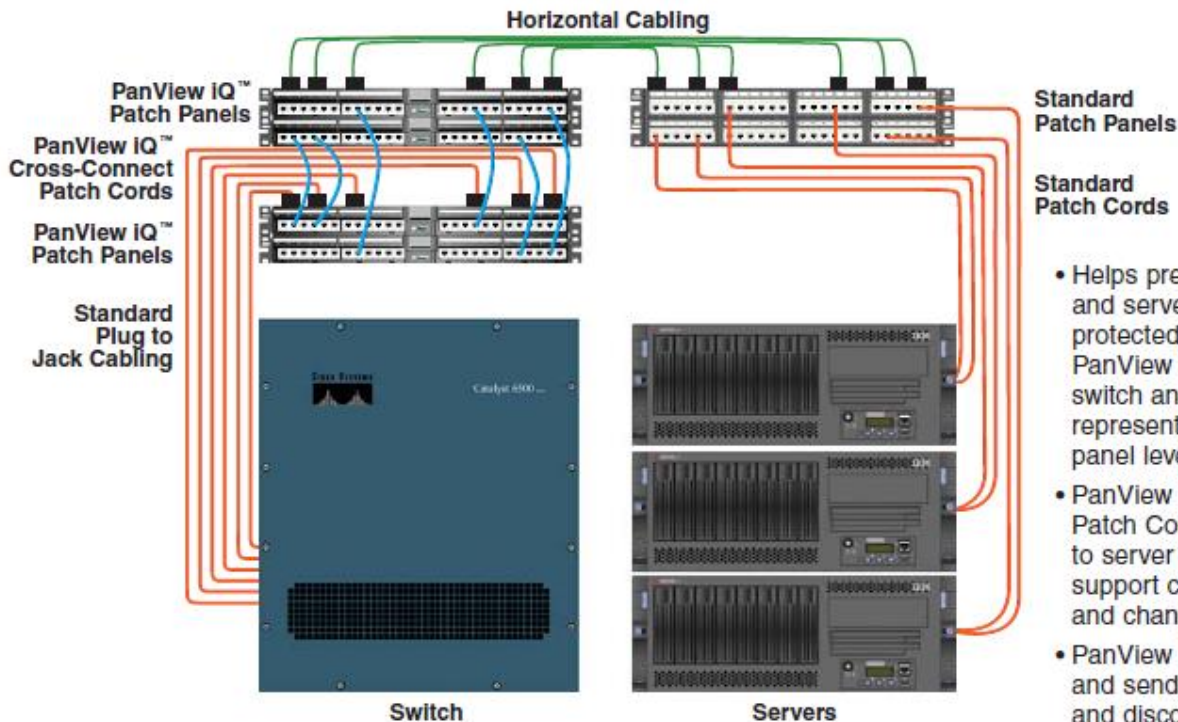 Horizontal Cabling
PanView iQ™
Patch Panels
PanView iQ™
Cross-Connect
Patch Cords
PanView iQ™
Patch Panels
Standard
Plug to
Jack Cabling
Standard
Patch Panels
Standard
Patch Cords
• Helps pre
and serve
protected
PanView
switch an
represent
panel leve
• PanView
Patch Co
to server
support c
and chan
• PanView
and send
and disco
Cisco Systems
Catalyst 6500
Switch
Servers